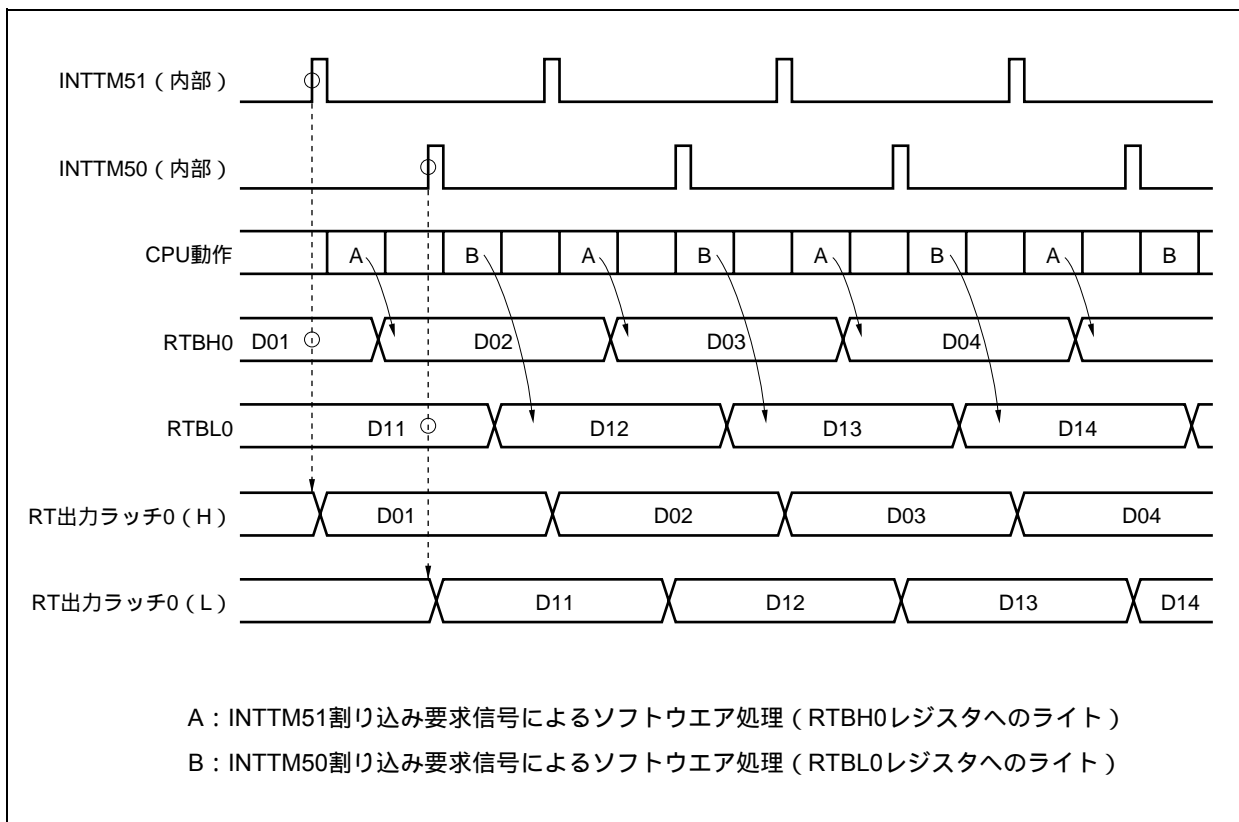 INTTM51（内部）
INTTM50（内部）
CPU動作 A B A B A B A B
RTBH0 D01 D02 D03 D04
RTBL0 D11 D12 D13 D14
RT出力ラッチ0（H） D01 D02 D03 D04
RT出力ラッチ0（L） D11 D12 D13 D14
A：INTTM51割り込み要求信号によるソフトウエア処理（RTBH0レジスタへのライト）
B：INTTM50割り込み要求信号によるソフトウエア処理（RTBL0レジスタへのライト）